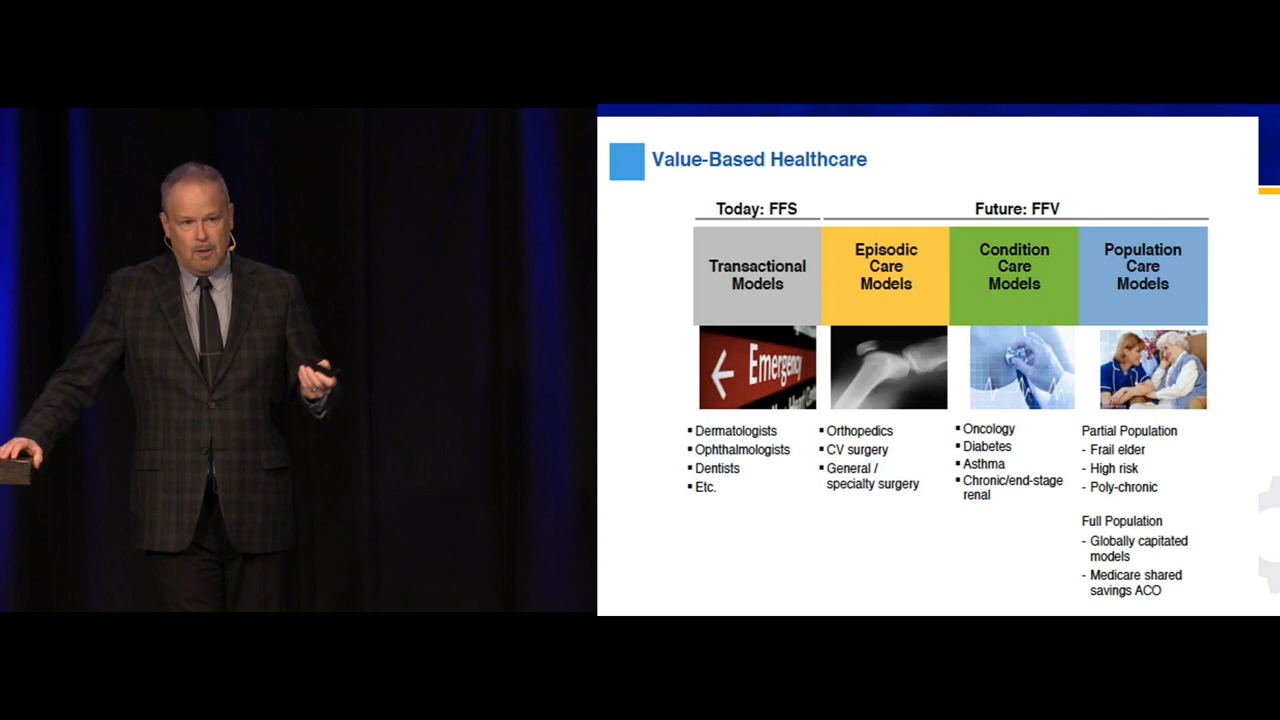 Value-Based Healthcare
Today: FFS
Future: FFV
Transactional
Models
Episodic
Care
Models
Condition
Care
Models
Population
Care
Models
Emergency
▪ Dermatologists
▪ Ophthalmologists
▪ Dentists
▪ Etc.
▪ Orthopedics
▪ CV surgery
▪ General /
specialty surgery
▪ Oncology
▪ Diabetes
▪ Asthma
▪ Chronic/end-stage
renal
Partial Population
- Frail elder
- High risk
- Poly-chronic
Full Population
- Globally capitated
models
- Medicare shared
savings ACO